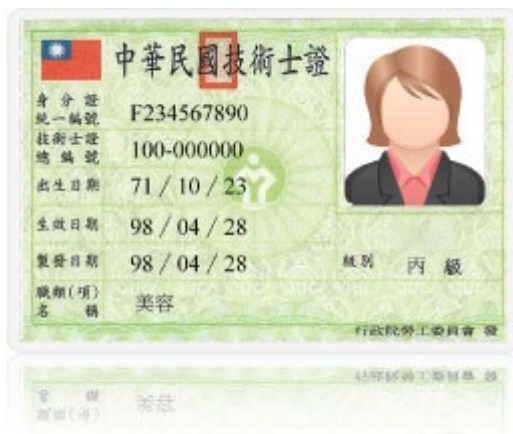 中華民國技術士證
身分證
統一編號 F234567890
技術士證
總編號 100-000000
出生日期 71 / 10 / 23
生效日期 98 / 04 / 28
製發日期 98 / 04 / 28
級別 丙級
職類(項)
名稱 美容
行政院勞工委員會 發